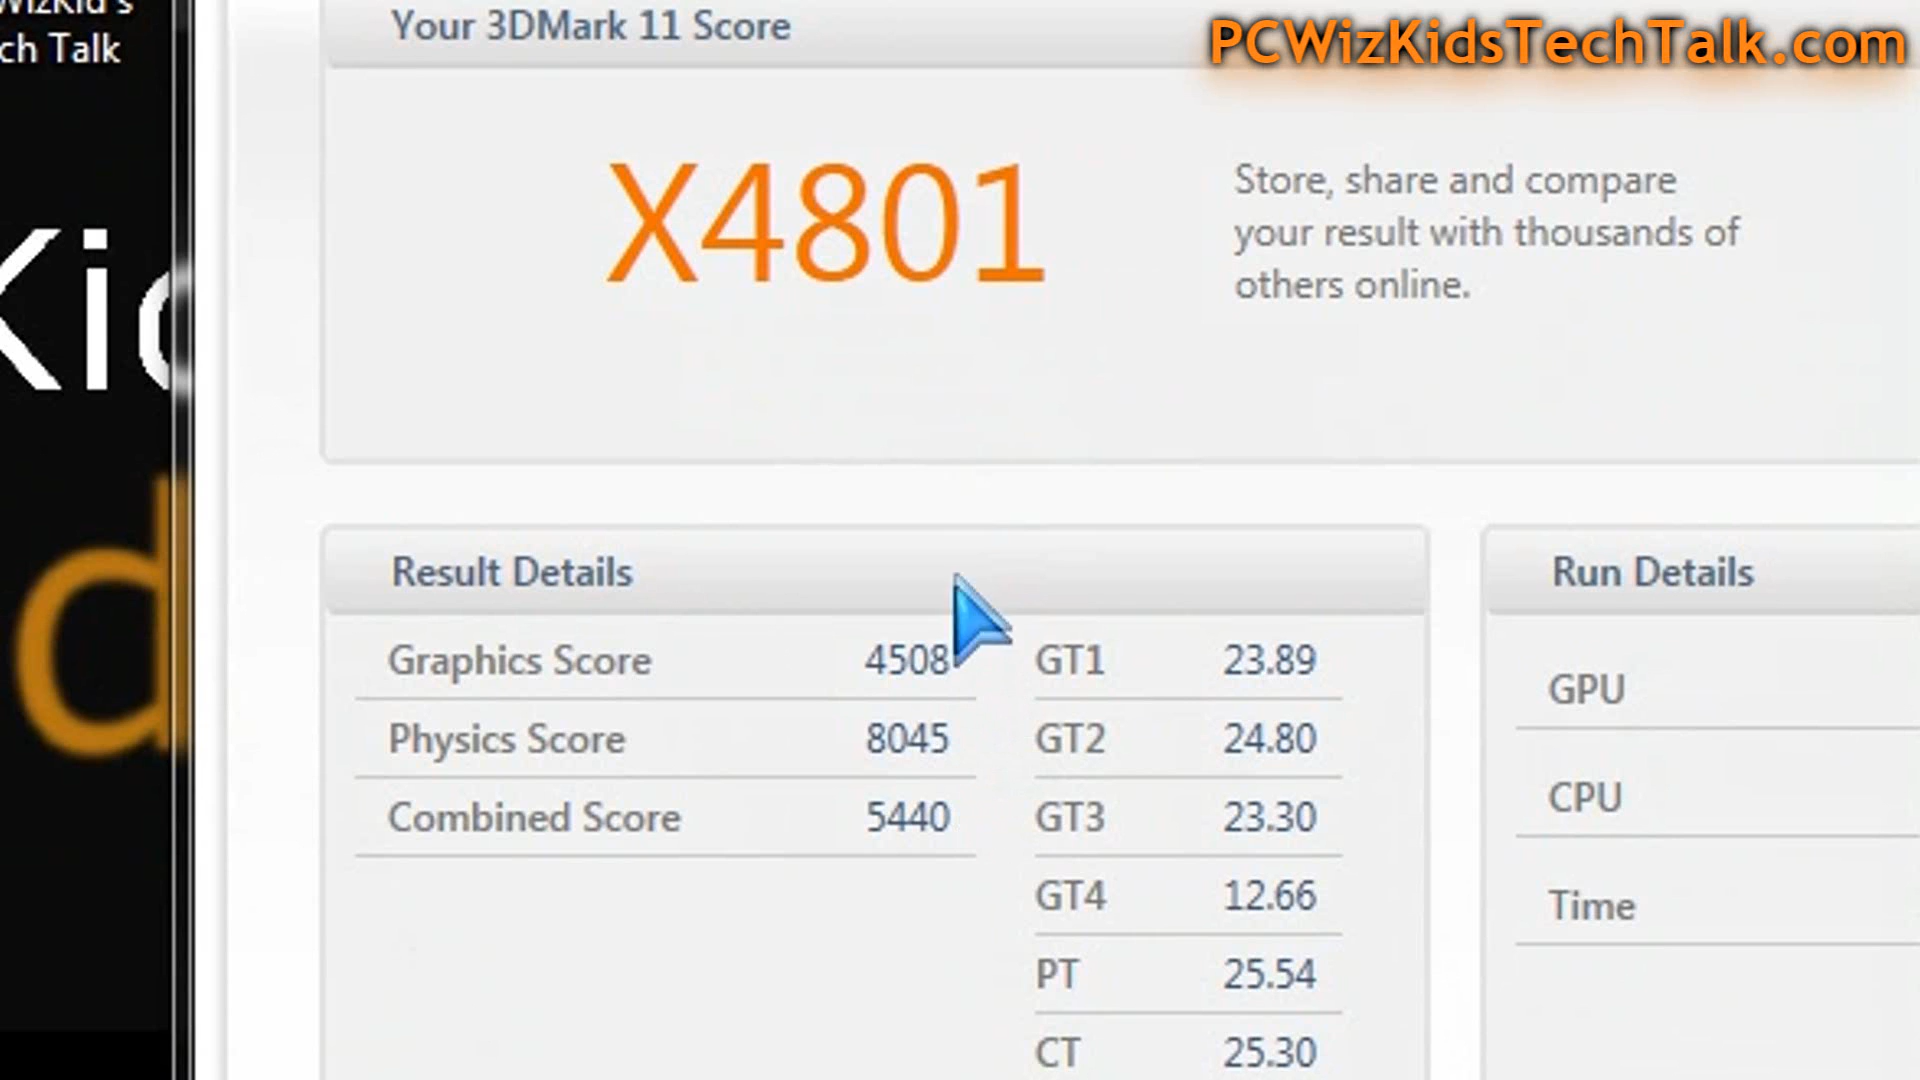 ch Talk
Your 3DMark 11 Score
PCWizKidsTechTalk.com
X4801
Store, share and compare
your result with thousands of
others online.
Ki
d
Result Details
Graphics Score 4508
Physics Score 8045
Combined Score 5440
GT1 23.89
GT2 24.80
GT3 23.30
GT4 12.66
PT 25.54
CT 25.30
Run Details
GPU
CPU
Time